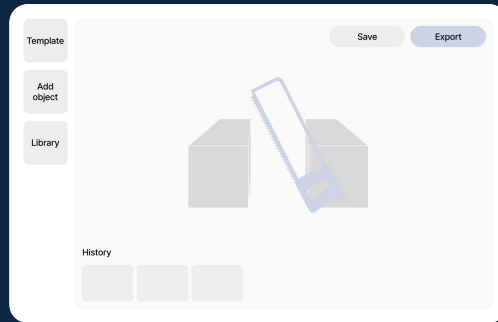 Template
Save
Export
Add
object
Library
History